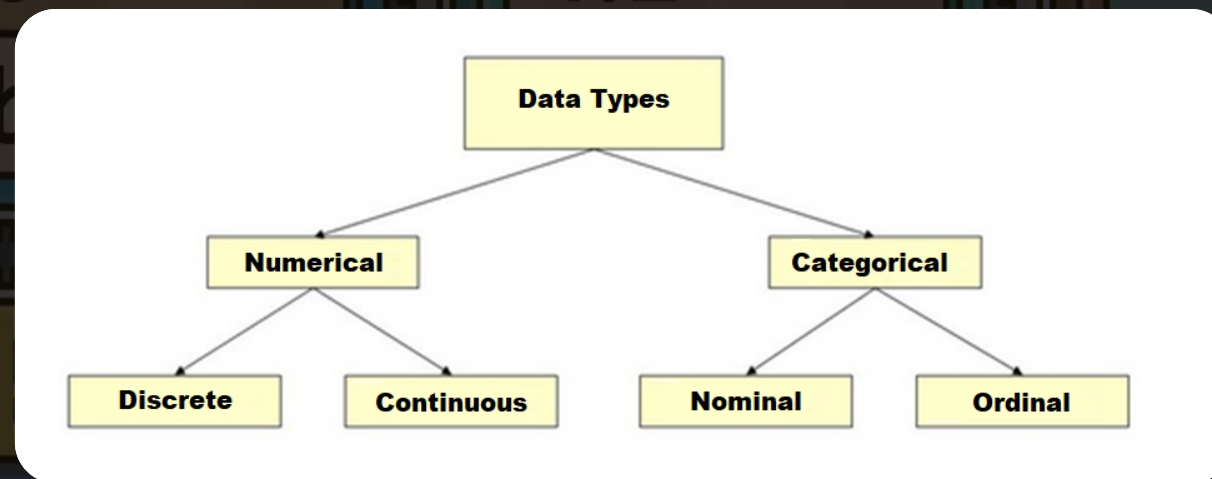 Data Types
Numerical
Categorical
Discrete
Continuous
Nominal
Ordinal